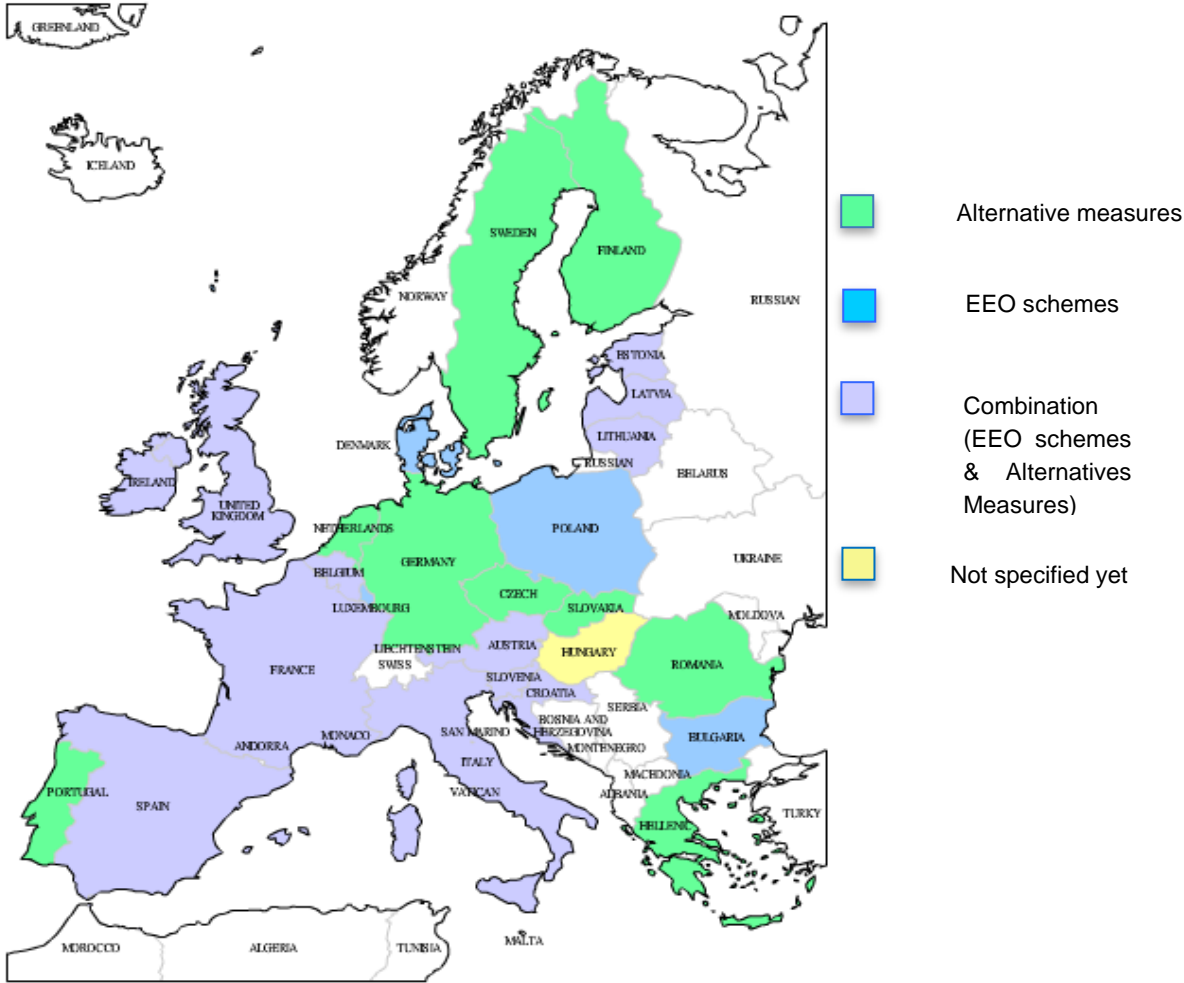 GREENLAND
ICELAND
SWEDEN
FINLAND
NORWAY
RUSSIAN
ESTONIA
LATVIA
LITHUANIA
RUSSIAN
BELARUS
DENMARK
IRELAND
UNITED
KINGDOM
NETHERLANDS
POLAND
BELGIUM
GERMANY
UKRAINE
LUXEMBOURG
CZECH
SLOVAKIA
MOLDOVA
LIECHTENSTEIN
SWISS
AUSTRIA
HUNGARY
FRANCE
SLOVENIA
CROATIA
ROMANIA
SERBIA
BOSNIA AND
HERZEGOVINA
MONACO
SAN MARINO
MONTENEGRO
BULGARIA
ANDORRA
ITALY
MACHDONIA
VATICAN
ALBANIA
PORTUGAL
SPAIN
HELLENIC
TURKY
MALTA
MOROCCO
ALGERIA
TUNISIA
Alternative measures
EEO schemes
Combination
(EEO schemes
& Alternatives
Measures)
Not specified yet